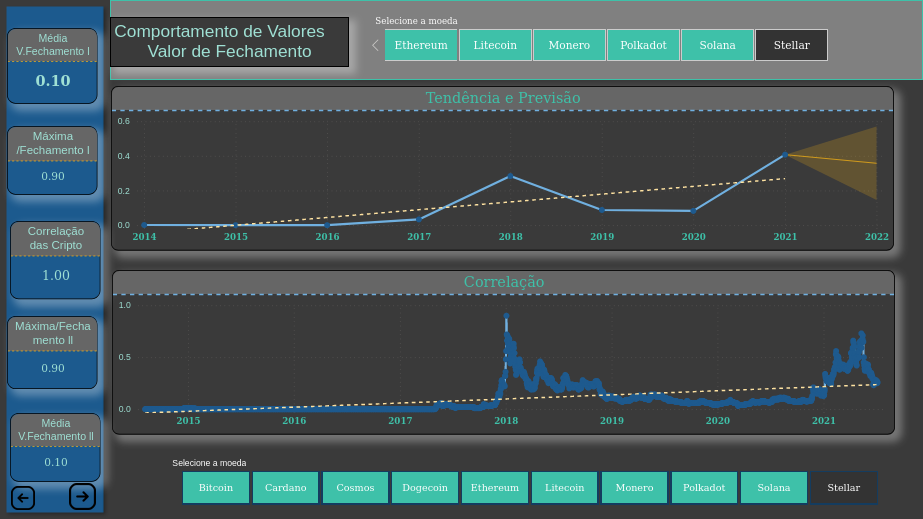 Média
V.Fechamento I
0.10
Máxima
/Fechamento I
0.90
Correlação
das Cripto
1.00
Máxima/Fecha
mento ll
0.90
Média
V.Fechamento ll
0.10
Comportamento de Valores
Valor de Fechamento
Selecione a moeda
Ethereum Litecoin Monero Polkadot Solana Stellar
Tendência e Previsão
0.6
0.4
0.2
0.0
2014 2015 2016 2017 2018 2019 2020 2021 2022
Correlação
1.0
0.5
0.0
2015 2016 2017 2018 2019 2020 2021
Selecione a moeda
Bitcoin Cardano Cosmos Dogecoin Ethereum Litecoin Monero Polkadot Solana Stellar